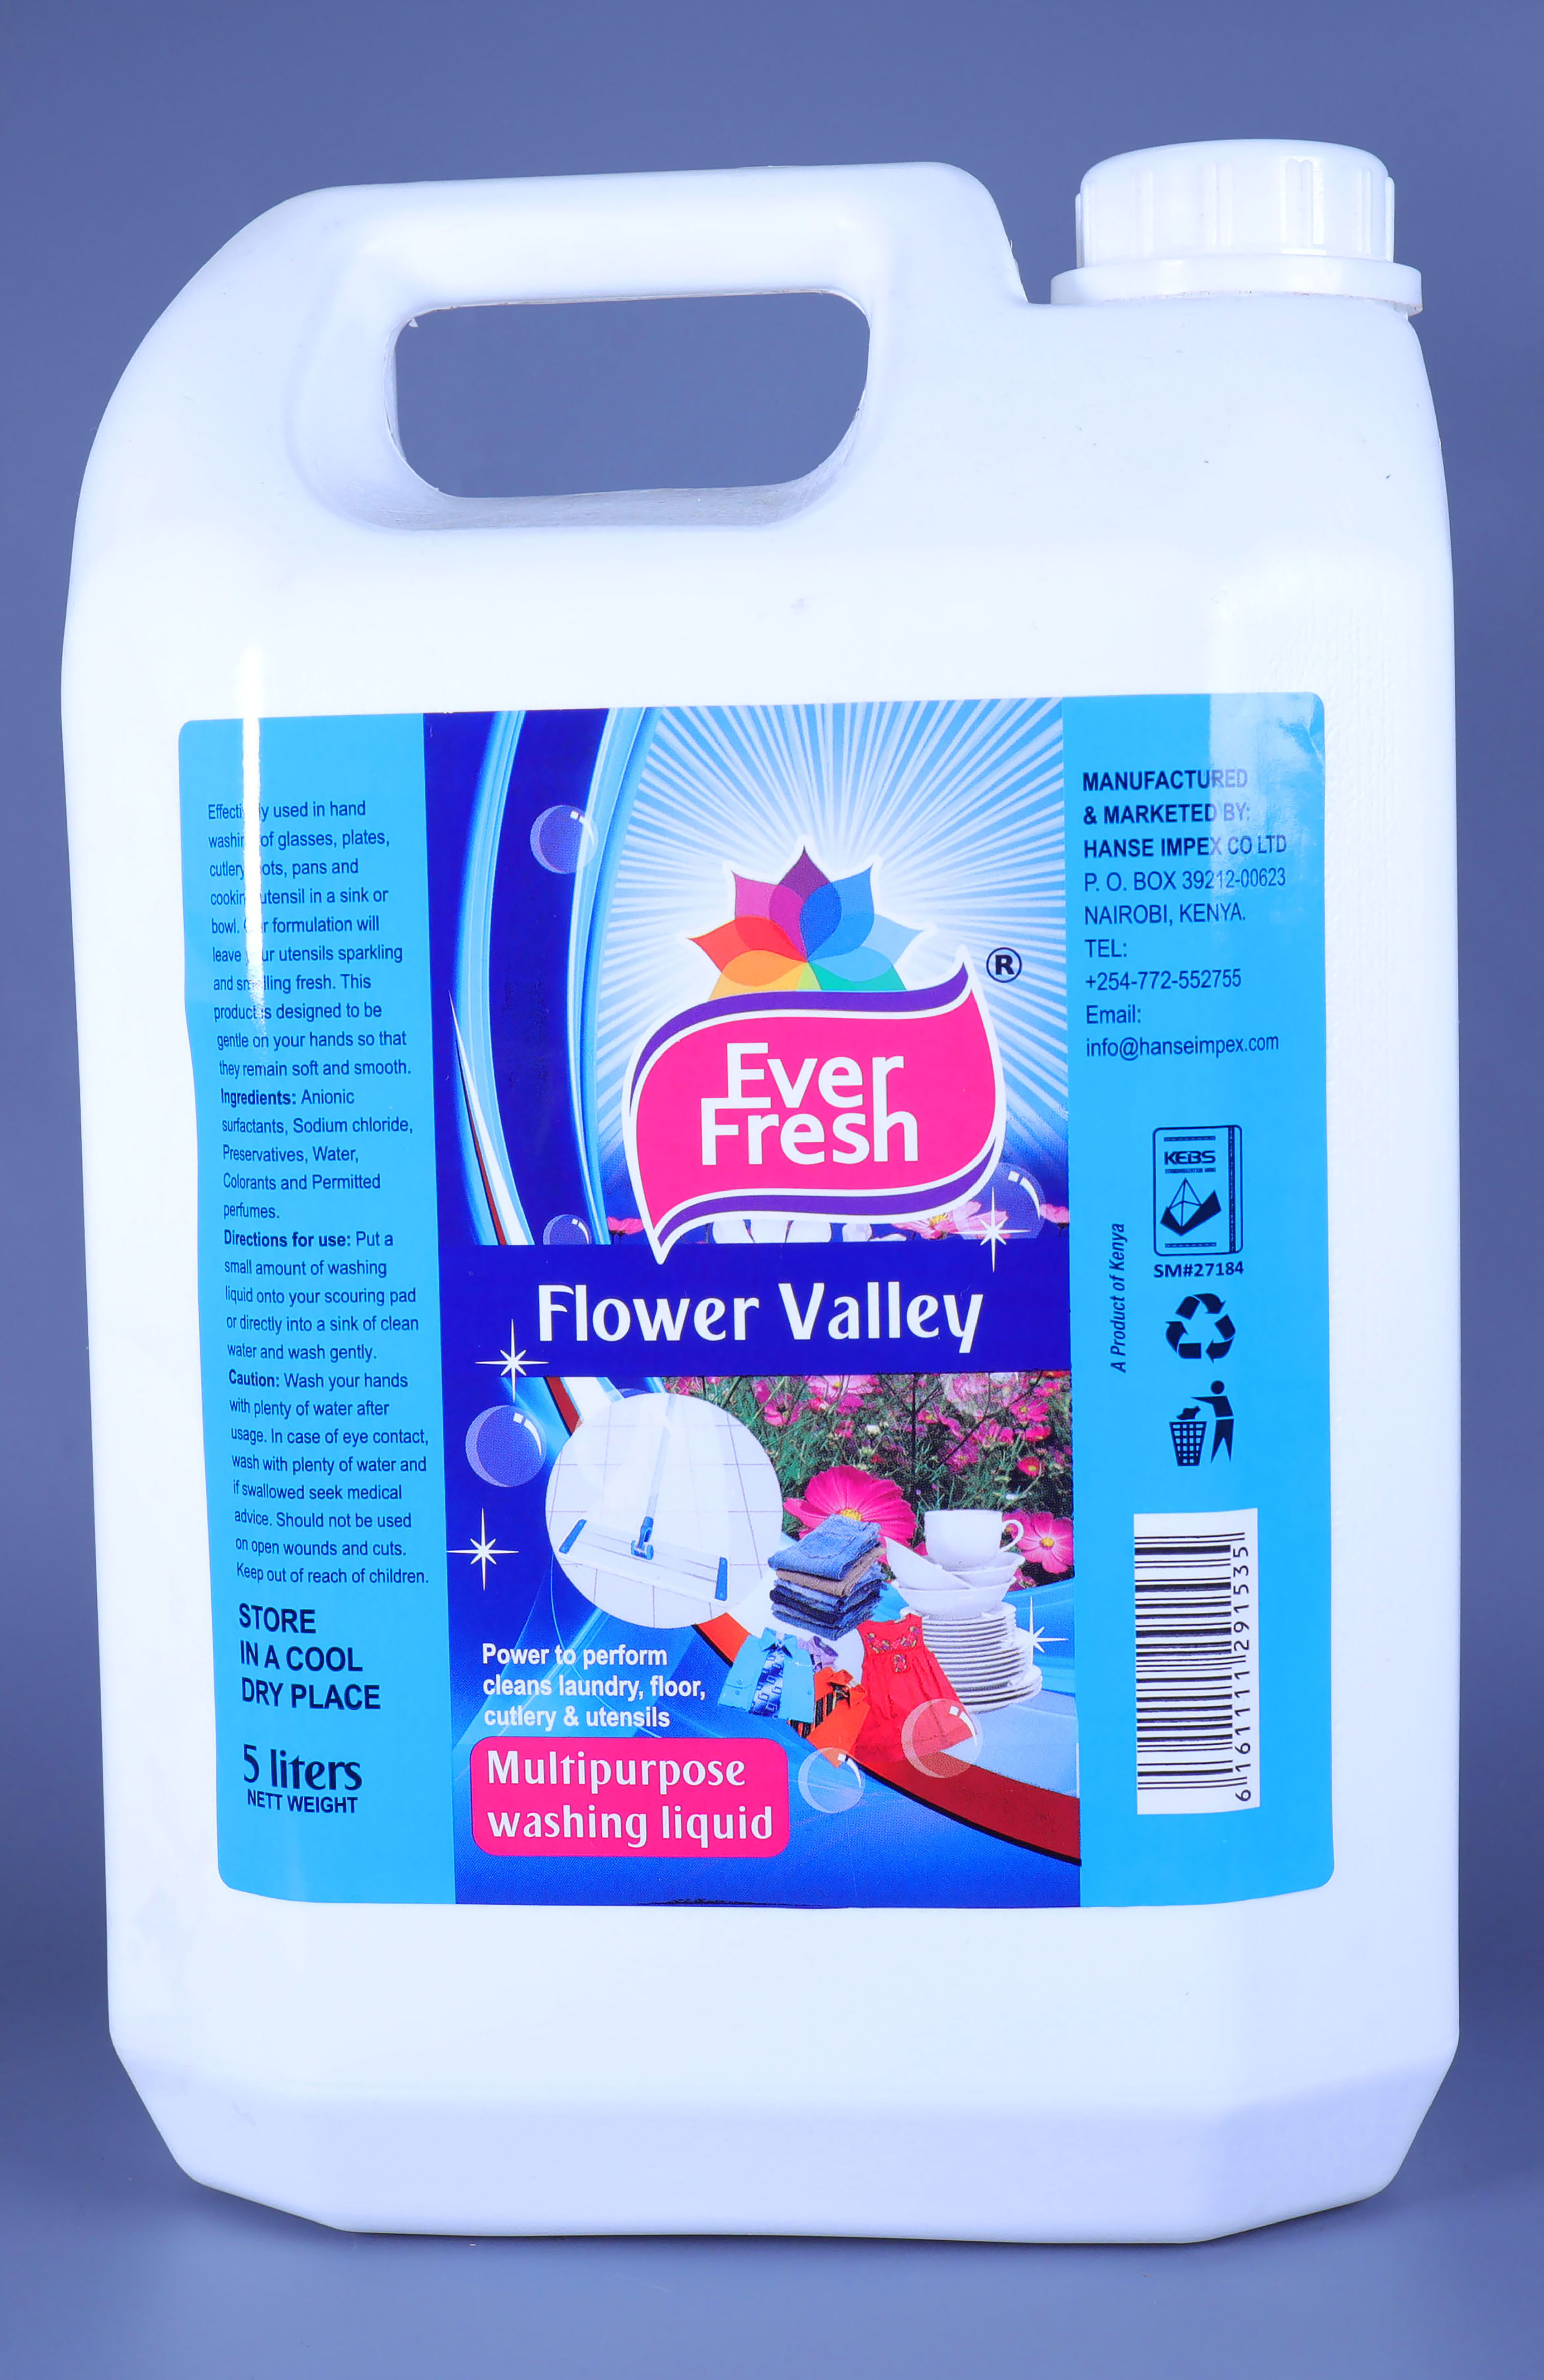 Effectively used in hand
washing of glasses, plates,
cutlery pots, pans and
cooking utensil in a sink or
bowl. Our formulation will
leave your utensils sparkling
and smelling fresh. This
product is designed to be
gentle on your hands so that
they remain soft and smooth.
Ingredients: Anionic
surfactants, Sodium chloride,
Preservatives, Water,
Colorants and Permitted
perfumes.
Directions for use: Put a
small amount of washing
liquid onto your scouring pad
or directly into a sink of clean
water and wash gently.
Caution: Wash your hands
with plenty of water after
usage. In case of eye contact,
wash with plenty of water and
if swallowed seek medical
advice. Should not be used
on open wounds and cuts.
Keep out of reach of children.
STORE
IN A COOL
DRY PLACE
5 liters
NETT WEIGHT
®
Ever
Fresh
Flower Valley
Power to perform
cleans laundry, floor,
cutlery & utensils
Multipurpose
washing liquid
MANUFACTURED
& MARKETED BY:
HANSE IMPEX CO LTD
P. O. BOX 39212-00623
NAIROBI, KENYA.
TEL:
+254-772-552755
Email:
info@hanseimpex.com
KEBS
SM#27184
A Product of Kenya
6161111291535